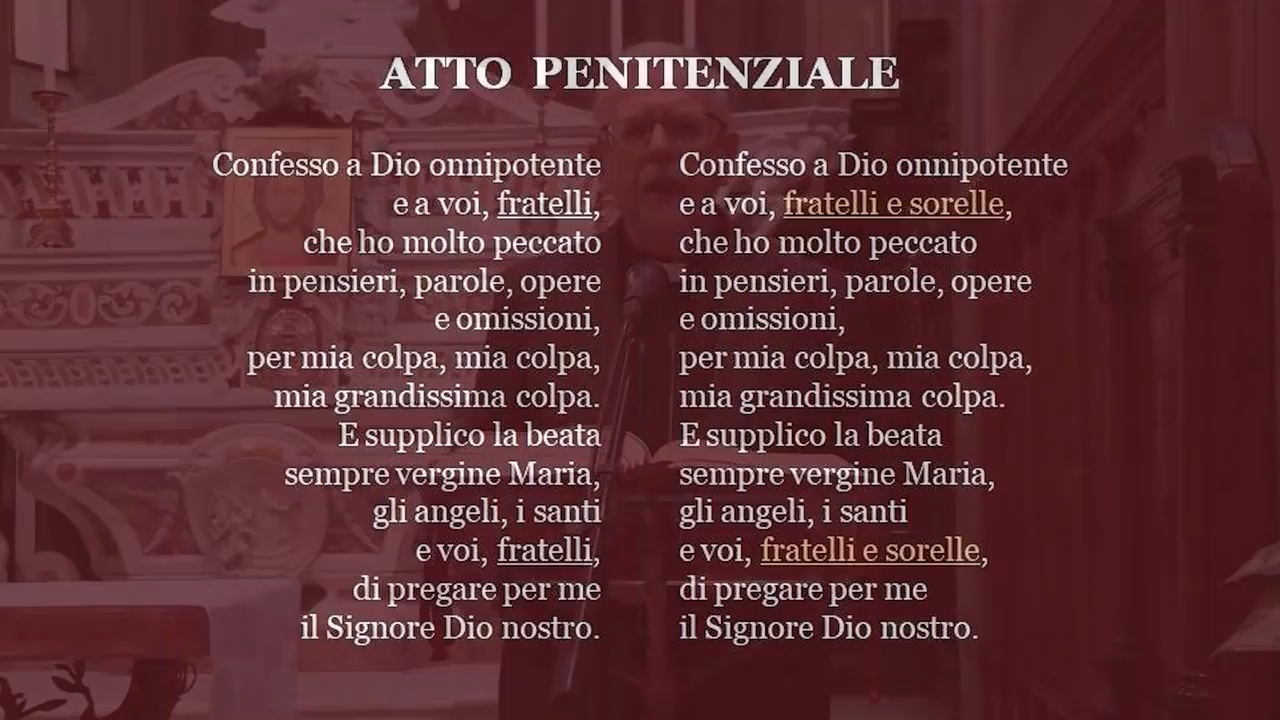 ATTO PENITENZIALE
Confesso a Dio onnipotente
e a voi, fratelli,
che ho molto peccato
in pensieri, parole, opere
e omissioni,
per mia colpa, mia colpa,
mia grandissima colpa.
E supplico la beata
sempre vergine Maria,
gli angeli, i santi
e voi, fratelli,
di pregare per me
il Signore Dio nostro.
Confesso a Dio onnipotente
e a voi, fratelli e sorelle,
che ho molto peccato
in pensieri, parole, opere
e omissioni,
per mia colpa, mia colpa,
mia grandissima colpa.
E supplico la beata
sempre vergine Maria,
gli angeli, i santi
e voi, fratelli e sorelle,
di pregare per me
il Signore Dio nostro.